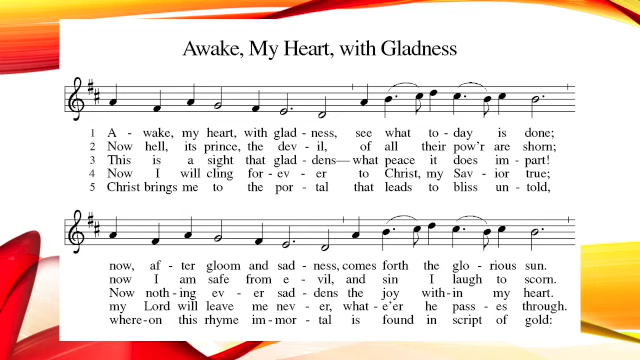 Awake, My Heart, with Gladness
1 A - wake, my heart, with glad - ness, see what to - day is done;
2 Now hell, its prince, the dev - il, of all their pow'r are shorn;
3 This is a sight that glad - dens— what peace it does im - part!
4 Now I will cling for - ev - er to Christ, my Sav - ior true;
5 Christ brings me to the por - tal that leads to bliss un - told,
now, af - ter gloom and sad - ness, comes forth the glo - rious sun.
now I am safe from e - vil, and sin I laugh to scorn.
Now noth - ing ev - er sad - dens the joy with - in my heart.
my Lord will leave me nev - er, what - e'er he pass - es through.
where - on this rhyme im - mor - tal is found in script of gold: